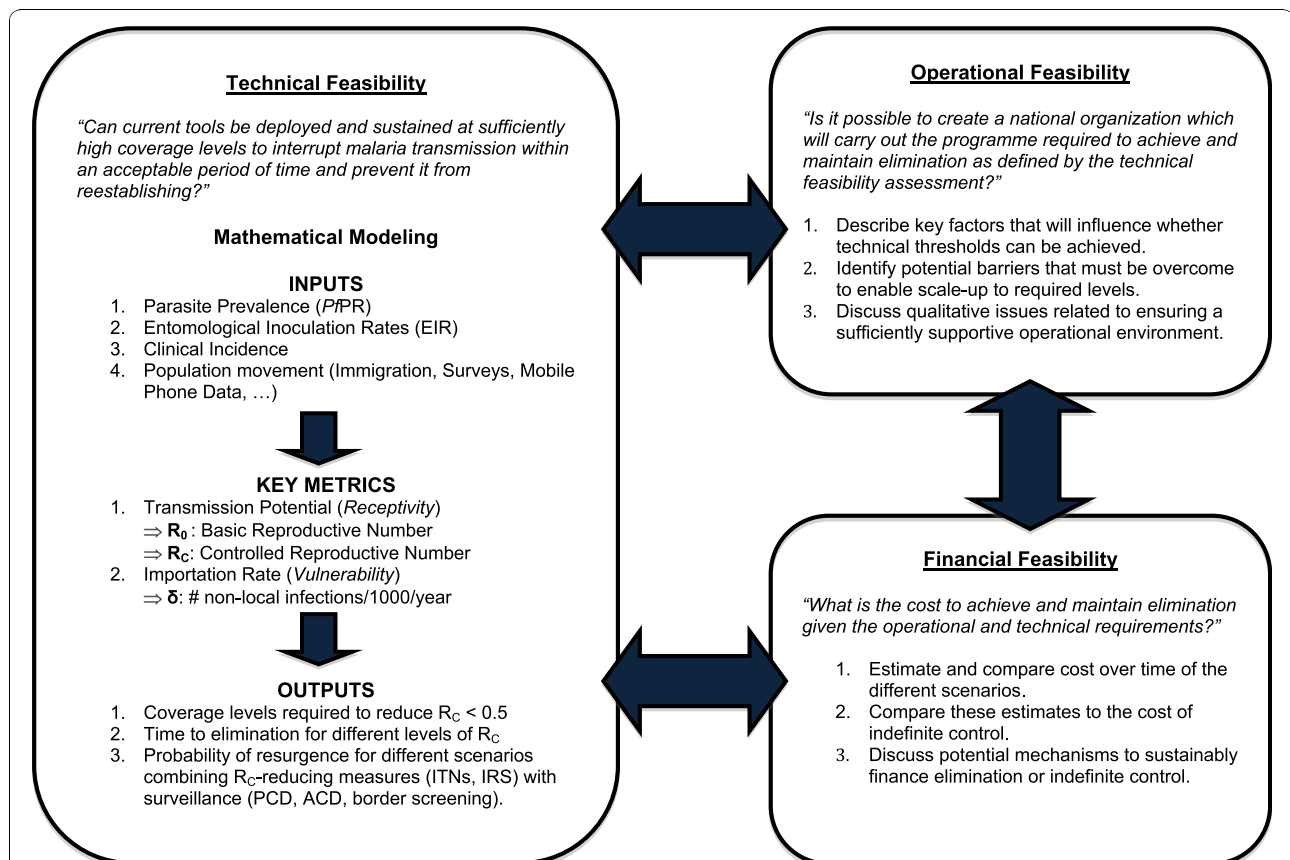 Technical Feasibility
“Can current tools be deployed and sustained at sufficiently
high coverage levels to interrupt malaria transmission within
an acceptable period of time and prevent it from
reestablishing?”
Mathematical Modeling
INPUTS
1. Parasite Prevalence (PfPR)
2. Entomological Inoculation Rates (EIR)
3. Clinical Incidence
4. Population movement (Immigration, Surveys, Mobile
Phone Data, …)
KEY METRICS
1. Transmission Potential (Receptivity)
⇒ R0 : Basic Reproductive Number
⇒ RC: Controlled Reproductive Number
2. Importation Rate (Vulnerability)
⇒ δ: # non-local infections/1000/year
OUTPUTS
1. Coverage levels required to reduce RC < 0.5
2. Time to elimination for different levels of RC
3. Probability of resurgence for different scenarios
combining RC-reducing measures (ITNs, IRS) with
surveillance (PCD, ACD, border screening).
Operational Feasibility
“Is it possible to create a national organization which
will carry out the programme required to achieve and
maintain elimination as defined by the technical
feasibility assessment?”
1. Describe key factors that will influence whether
technical thresholds can be achieved.
2. Identify potential barriers that must be overcome
to enable scale-up to required levels.
3. Discuss qualitative issues related to ensuring a
sufficiently supportive operational environment.
Financial Feasibility
“What is the cost to achieve and maintain elimination
given the operational and technical requirements?”
1. Estimate and compare cost over time of the
different scenarios.
2. Compare these estimates to the cost of
indefinite control.
3. Discuss potential mechanisms to sustainably
finance elimination or indefinite control.